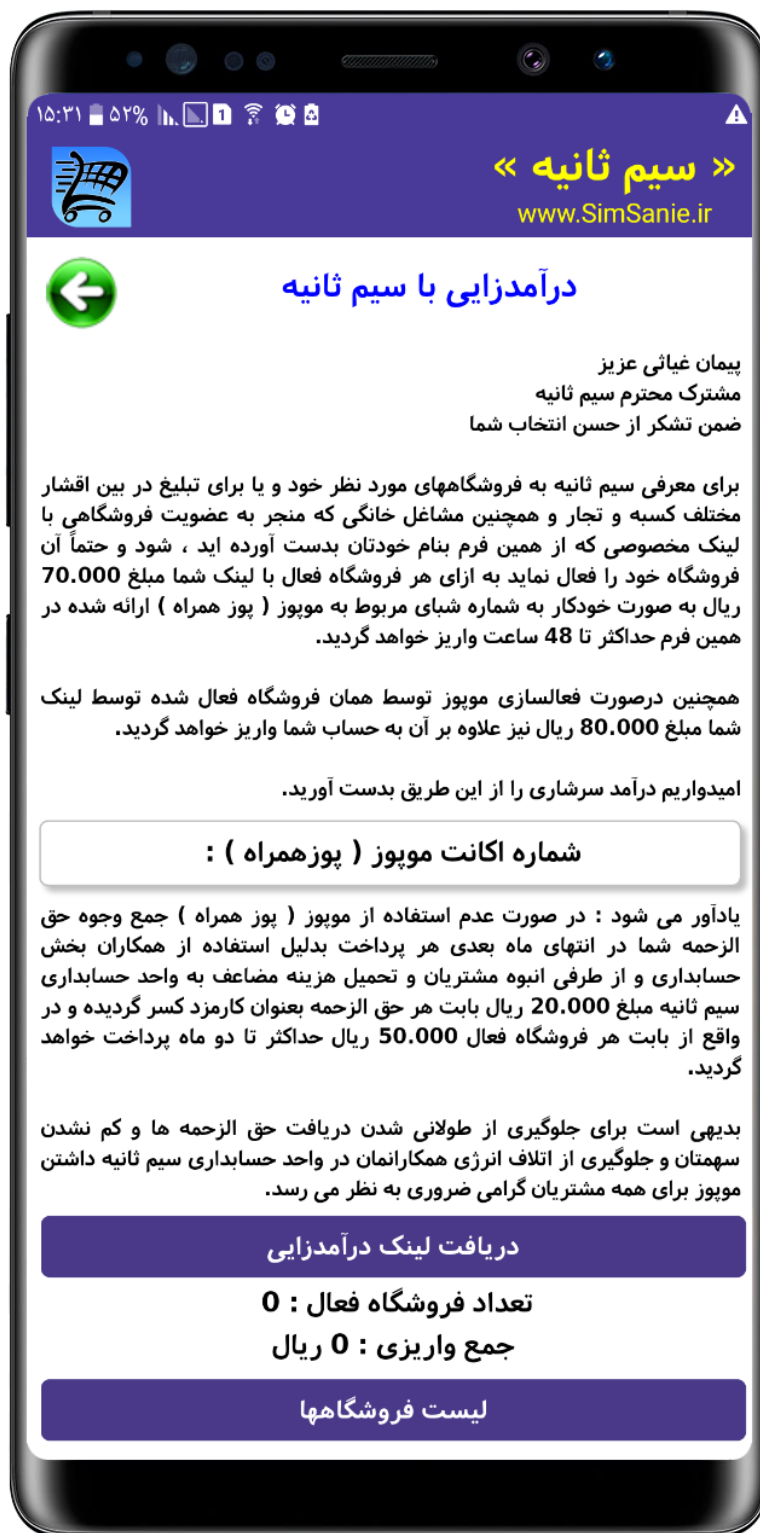 ۱۵:۳۱ ۵۲% 1
« سیم ثانیه »
www.SimSanie.ir
درآمدزایی با سیم ثانیه
پیمان غیاثی عزیز
مشترک محترم سیم ثانیه
ضمن تشکر از حسن انتخاب شما
برای معرفی سیم ثانیه به فروشگاههای مورد نظر خود و یا برای تبلیغ در بین اقشار
مختلف کسبه و تجار و همچنین مشاغل خانگی که منجر به عضویت فروشگاهی با
لینک مخصوصی که از همین فرم بنام خودتان بدست آورده اید ، شود و حتماً آن
فروشگاه خود را فعال نماید به ازای هر فروشگاه فعال با لینک شما مبلغ 70.000
ریال به صورت خودکار به شماره شبای مربوط به موپوز ( پوز همراه ) ارائه شده در
همین فرم حداکثر تا 48 ساعت واریز خواهد گردید.
همچنین درصورت فعالسازی موپوز توسط همان فروشگاه فعال شده توسط لینک
شما مبلغ 80.000 ریال نیز علاوه بر آن به حساب شما واریز خواهد گردید.
امیدواریم درآمد سرشاری را از این طریق بدست آورید.
شماره اکانت موپوز ( پوزهمراه ) :
یادآور می شود : در صورت عدم استفاده از موپوز ( پوز همراه ) جمع وجوه حق
الزحمه شما در انتهای ماه بعدی هر پرداخت بدلیل استفاده از همکاران بخش
حسابداری و از طرفی انبوه مشتریان و تحمیل هزینه مضاعف به واحد حسابداری
سیم ثانیه مبلغ 20.000 ریال بابت هر حق الزحمه بعنوان کارمزد کسر گردیده و در
واقع از بابت هر فروشگاه فعال 50.000 ریال حداکثر تا دو ماه پرداخت خواهد
گردید.
بدیهی است برای جلوگیری از طولانی شدن دریافت حق الزحمه ها و کم نشدن
سهمتان و جلوگیری از اتلاف انرژی همکارانمان در واحد حسابداری سیم ثانیه داشتن
موپوز برای همه مشتریان گرامی ضروری به نظر می رسد.
دریافت لینک درآمدزایی
تعداد فروشگاه فعال : 0
جمع واریزی : 0 ریال
لیست فروشگاهها